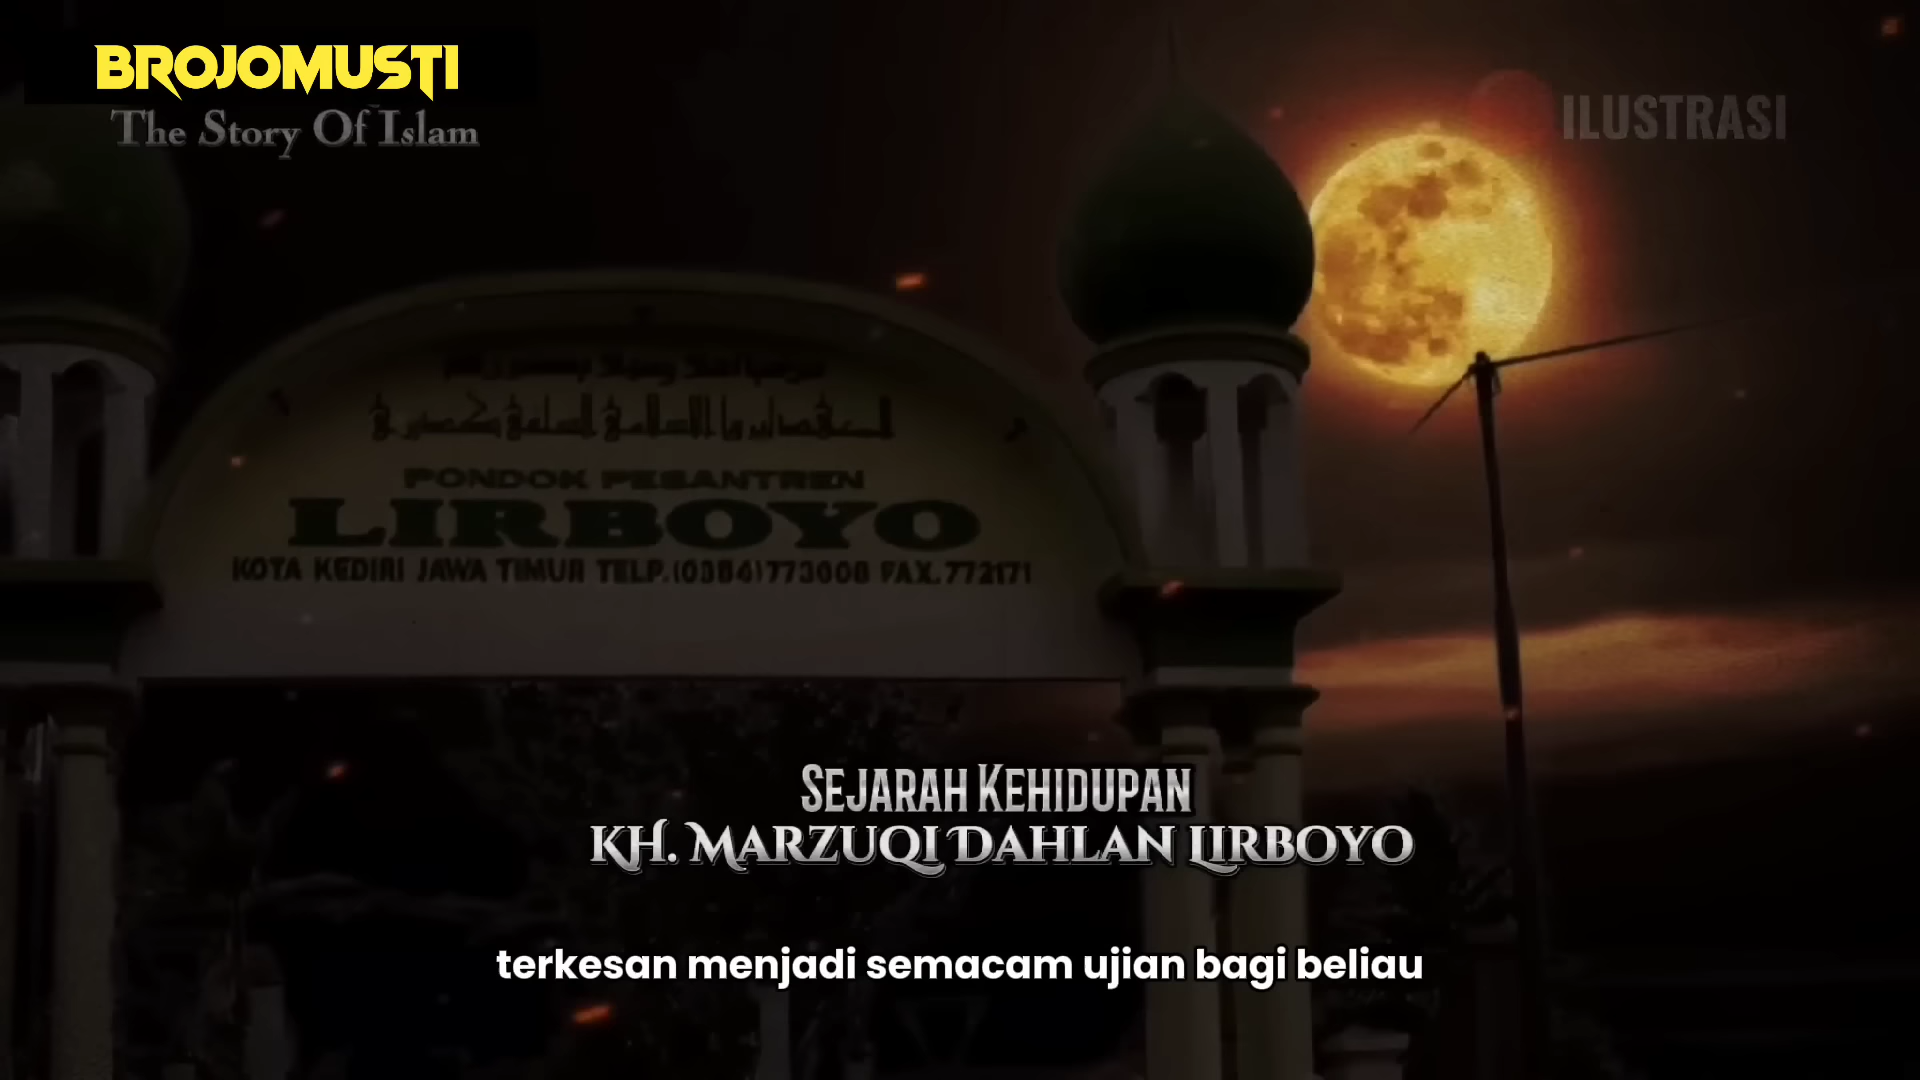 BROJOMUSTI
The Story Of Islam
ILUSTRASI
PONDOK PESANTREN
LIRBOYO
KOTA KEDIRI JAWA TIMUR TELP.(0354)773608 FAX.772171
SEJARAH KEHIDUPAN
KH. MARZUQI DAHLAN LIRBOYO
terkesan menjadi semacam ujian bagi beliau